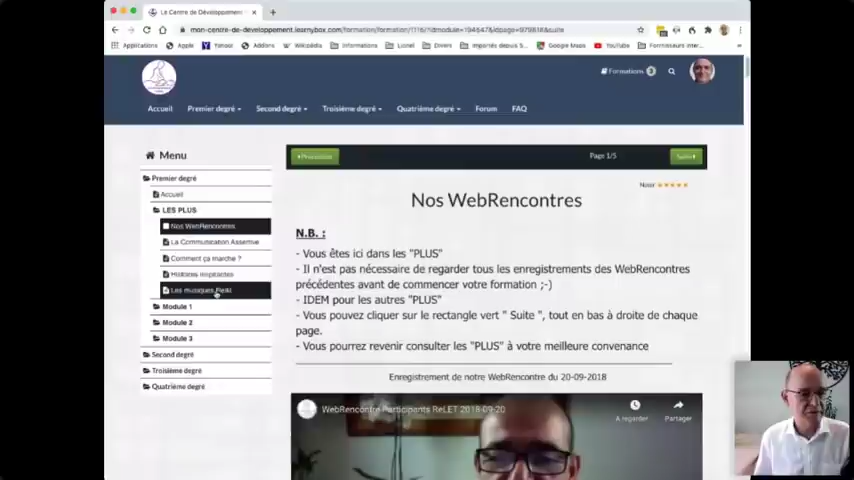 Le Centre de Développement
mon-centre-de-developpement.learnybox.com/formation/formation/
Applications
Apple
Yahoo!
Addons
Wikipédia
Informations
Lionel
Divers
Importés depuis S...
Google Maps
YouTube
Formisseurs Inter...
Formations
Accueil
Premier degré
Second degré
Troisième degré
Quatrième degré
Forum
FAQ
Menu
Premier degré
Accueil
LES PLUS
Nos WebRencontres
La Communication Assertive
Comment ça marche ?
Histoires inspirantes
Les musiques Reiki
Module 1
Module 2
Module 3
Second degré
Troisième degré
Quatrième degré
Précédent
Page 1/5
Suite
Noter
Nos WebRencontres
N.B. :
- Vous êtes ici dans les "PLUS"
- Il n'est pas nécessaire de regarder tous les enregistrements des WebRencontres
précédentes avant de commencer votre formation ;-)
- IDEM pour les autres "PLUS"
- Vous pouvez cliquer sur le rectangle vert " Suite ", tout en bas à droite de chaque
page.
- Vous pourrez revenir consulter les "PLUS" à votre meilleure convenance
Enregistrement de notre WebRencontre du 20-09-2018
WebRencontre Participants ReLET 2018-09-20
A regarder
Partager